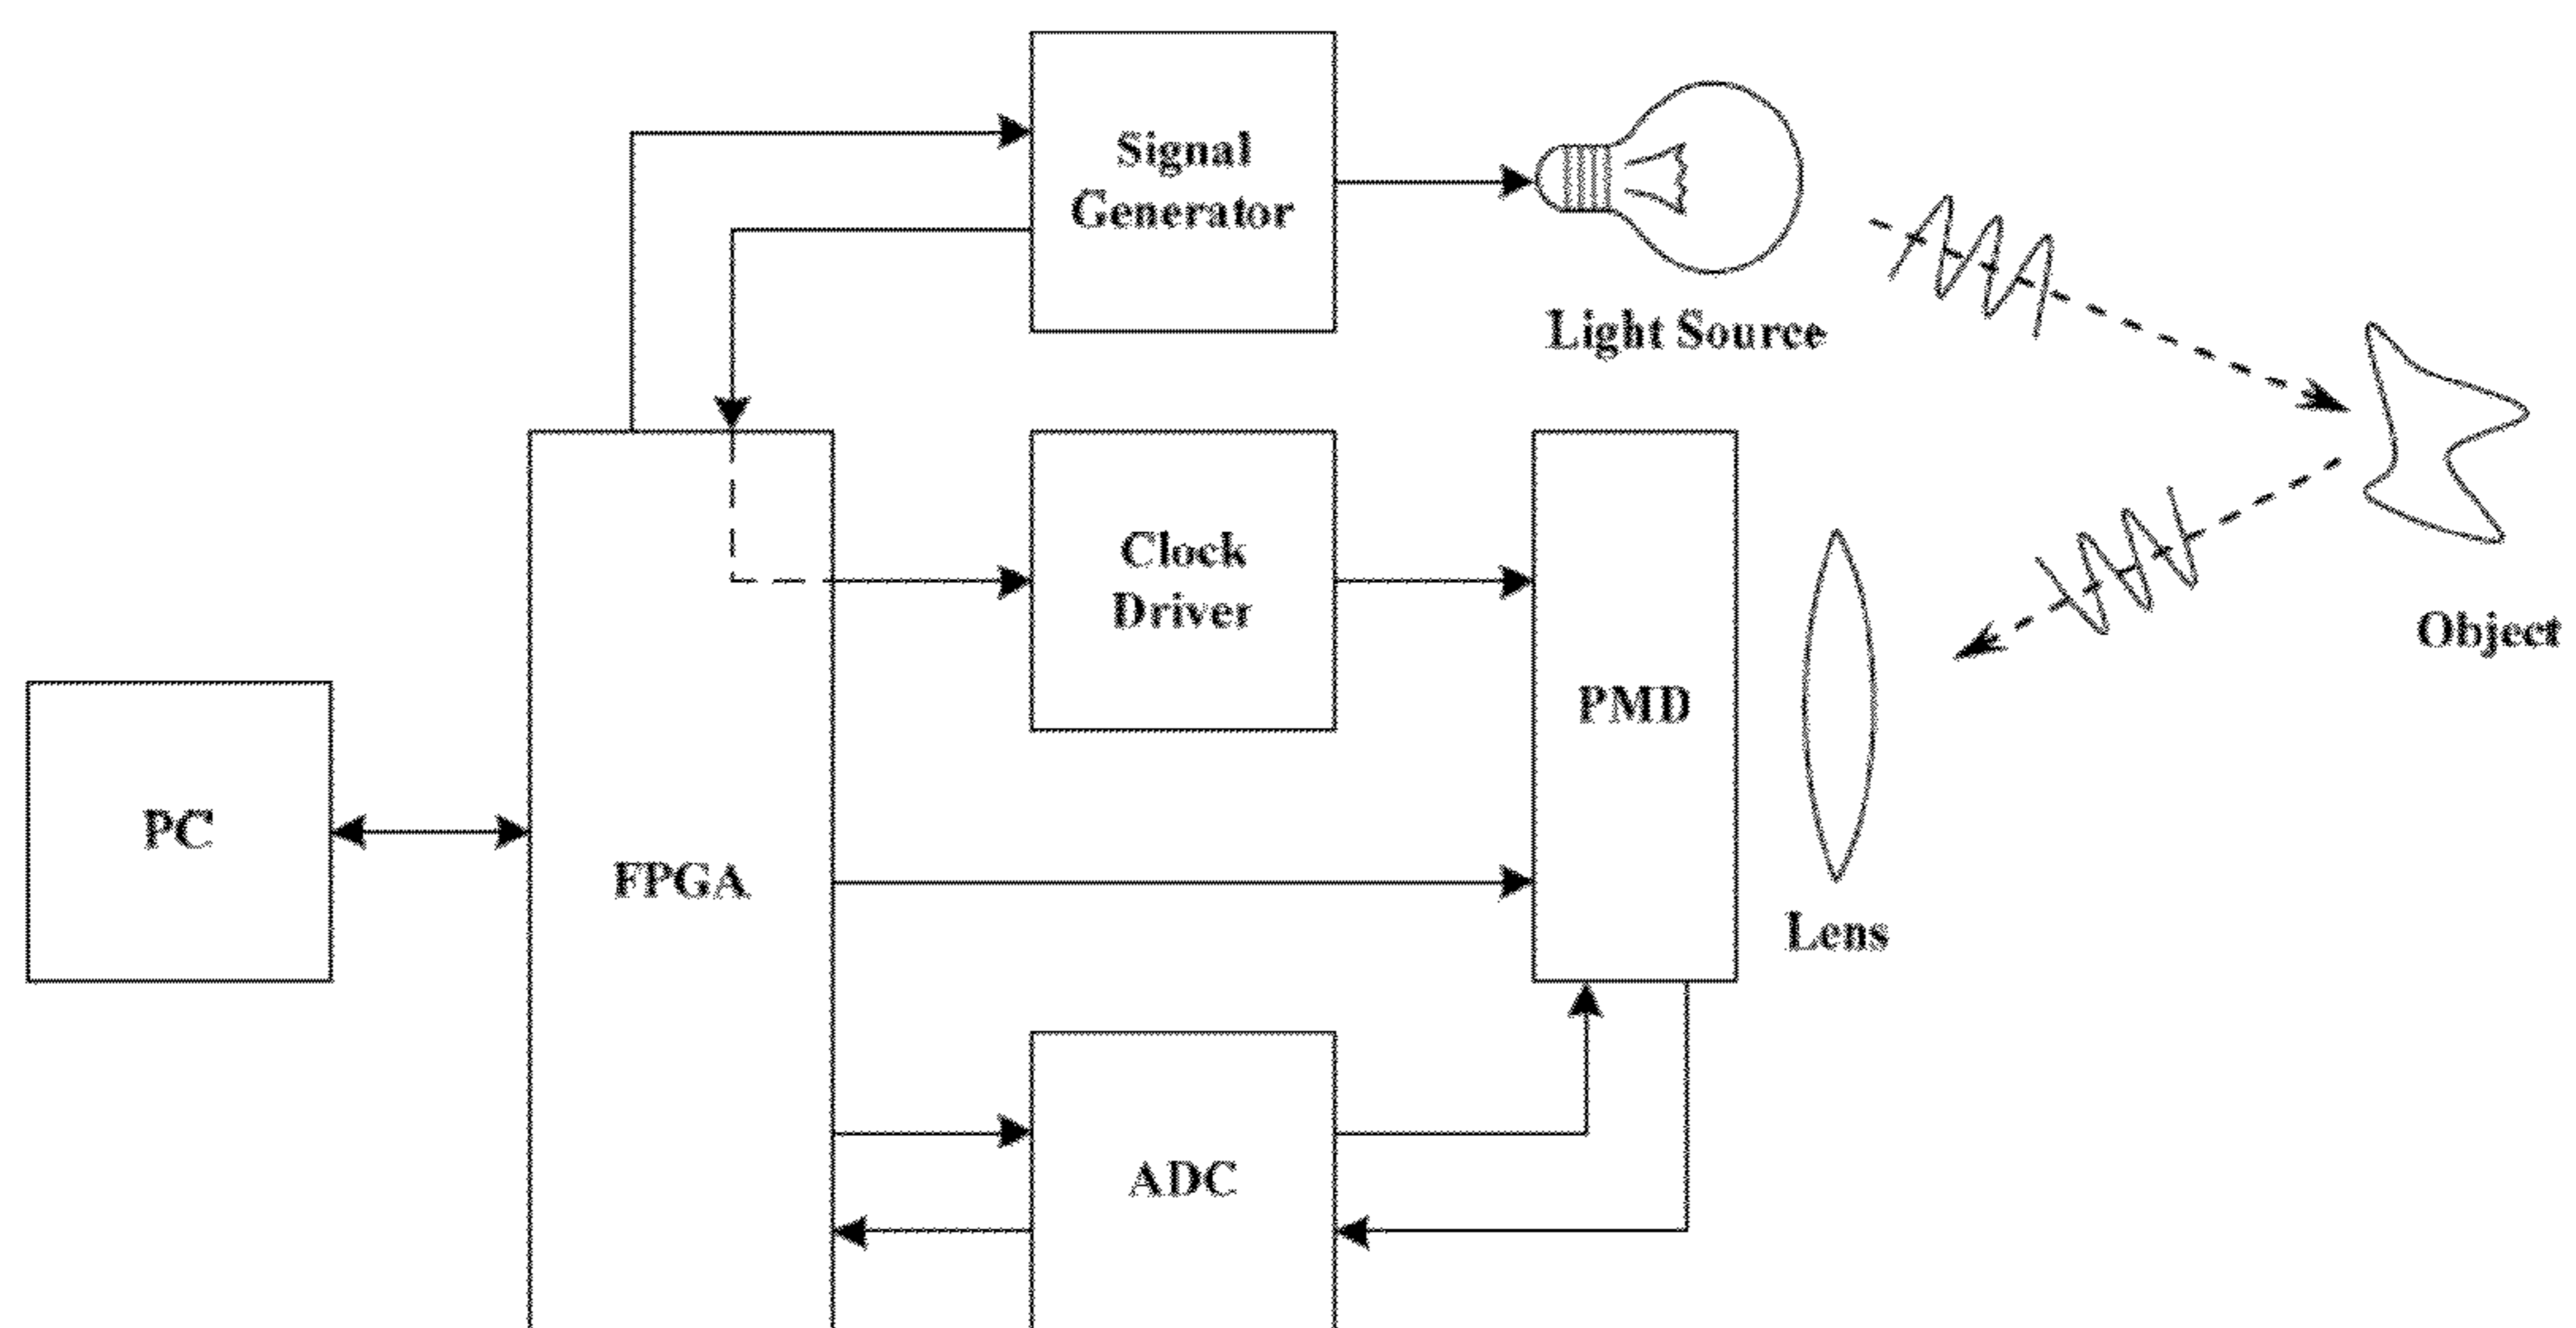 Signal
Generator
Light Source
Clock
Driver
PMD
Object
PC
FPGA
Lens
ADC